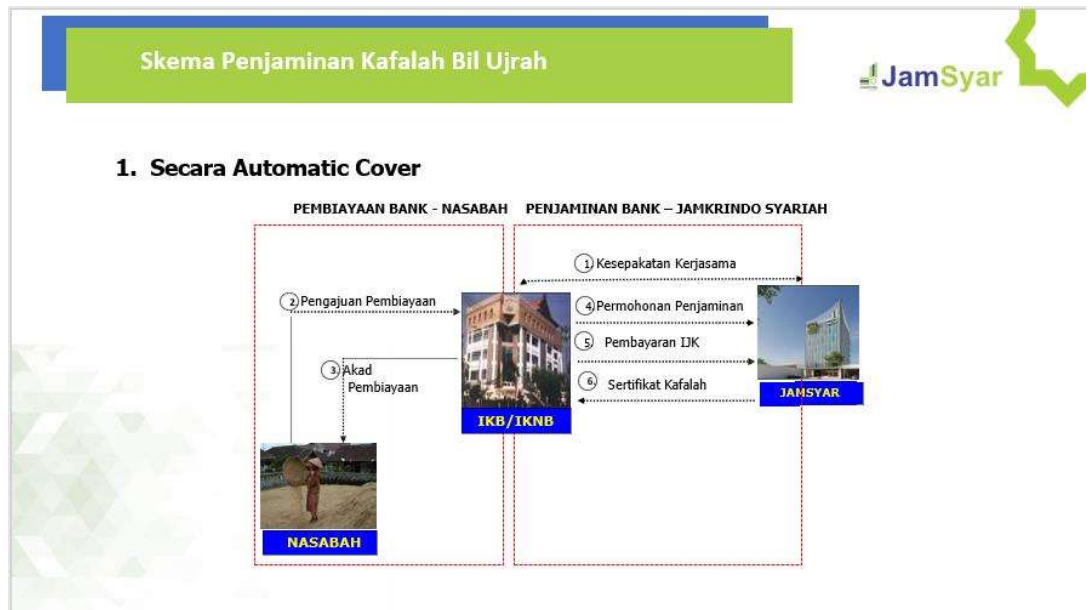 Skema Penjaminan Kafalah Bil Ujrah
JamSyar
1. Secara Automatic Cover
PEMBIAYAAN BANK - NASABAH
PENJAMINAN BANK – JAMKRINDO SYARIAH
1. Kesepakatan Kerjasama
2. Pengajuan Pembiayaan
4 Permohonan Penjaminan
5 Pembayaran IJK
3. Akad
Pembiayaan
6. Sertifikat Kafalah
JAMSYAR
IKB/IKNB
NASABAH